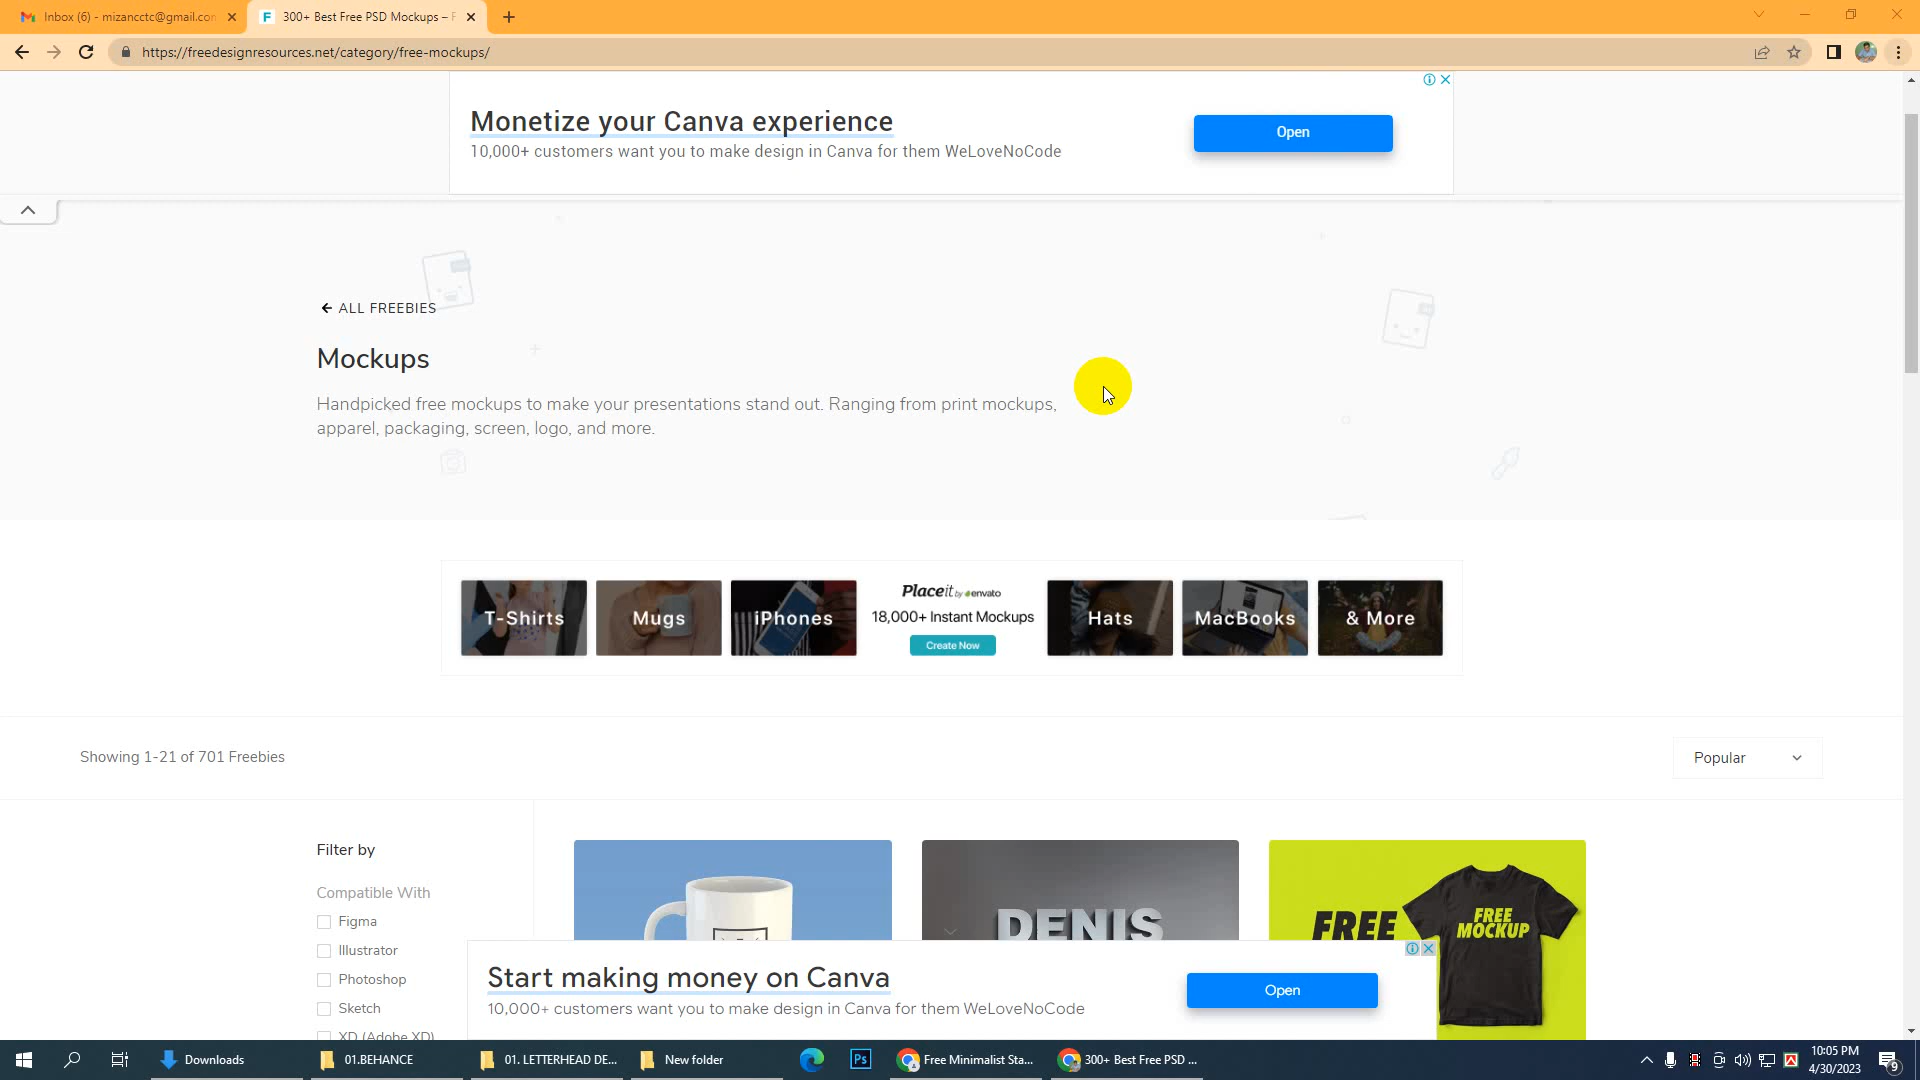 Inbox (6) - mizancctc@gmail.con
300+ Best Free PSD Mockups – F
https://freedesignresources.net/category/free-mockups/
Monetize your Canva experience
10,000+ customers want you to make design in Canva for them WeLoveNoCode
Open
ALL FREEBIES
Mockups
Handpicked free mockups to make your presentations stand out. Ranging from print mockups,
apparel, packaging, screen, logo, and more.
T-Shirts
Mugs
iPhones
Placeit by envato
18,000+ Instant Mockups
Create Now
Hats
MacBooks
& More
Showing 1-21 of 701 Freebies
Popular
Filter by
Compatible With
Figma
Illustrator
Photoshop
Sketch
XD (Adobe XD)
DENIS
FREE
FREE
MOCKUP
Start making money on Canva
10,000+ customers want you to make design in Canva for them WeLoveNoCode
Open
Downloads
01.BEHANCE
01. LETTERHEAD DE...
New folder
Ps
Free Minimalist Sta...
300+ Best Free PSD ...
10:05 PM
4/30/2023
9